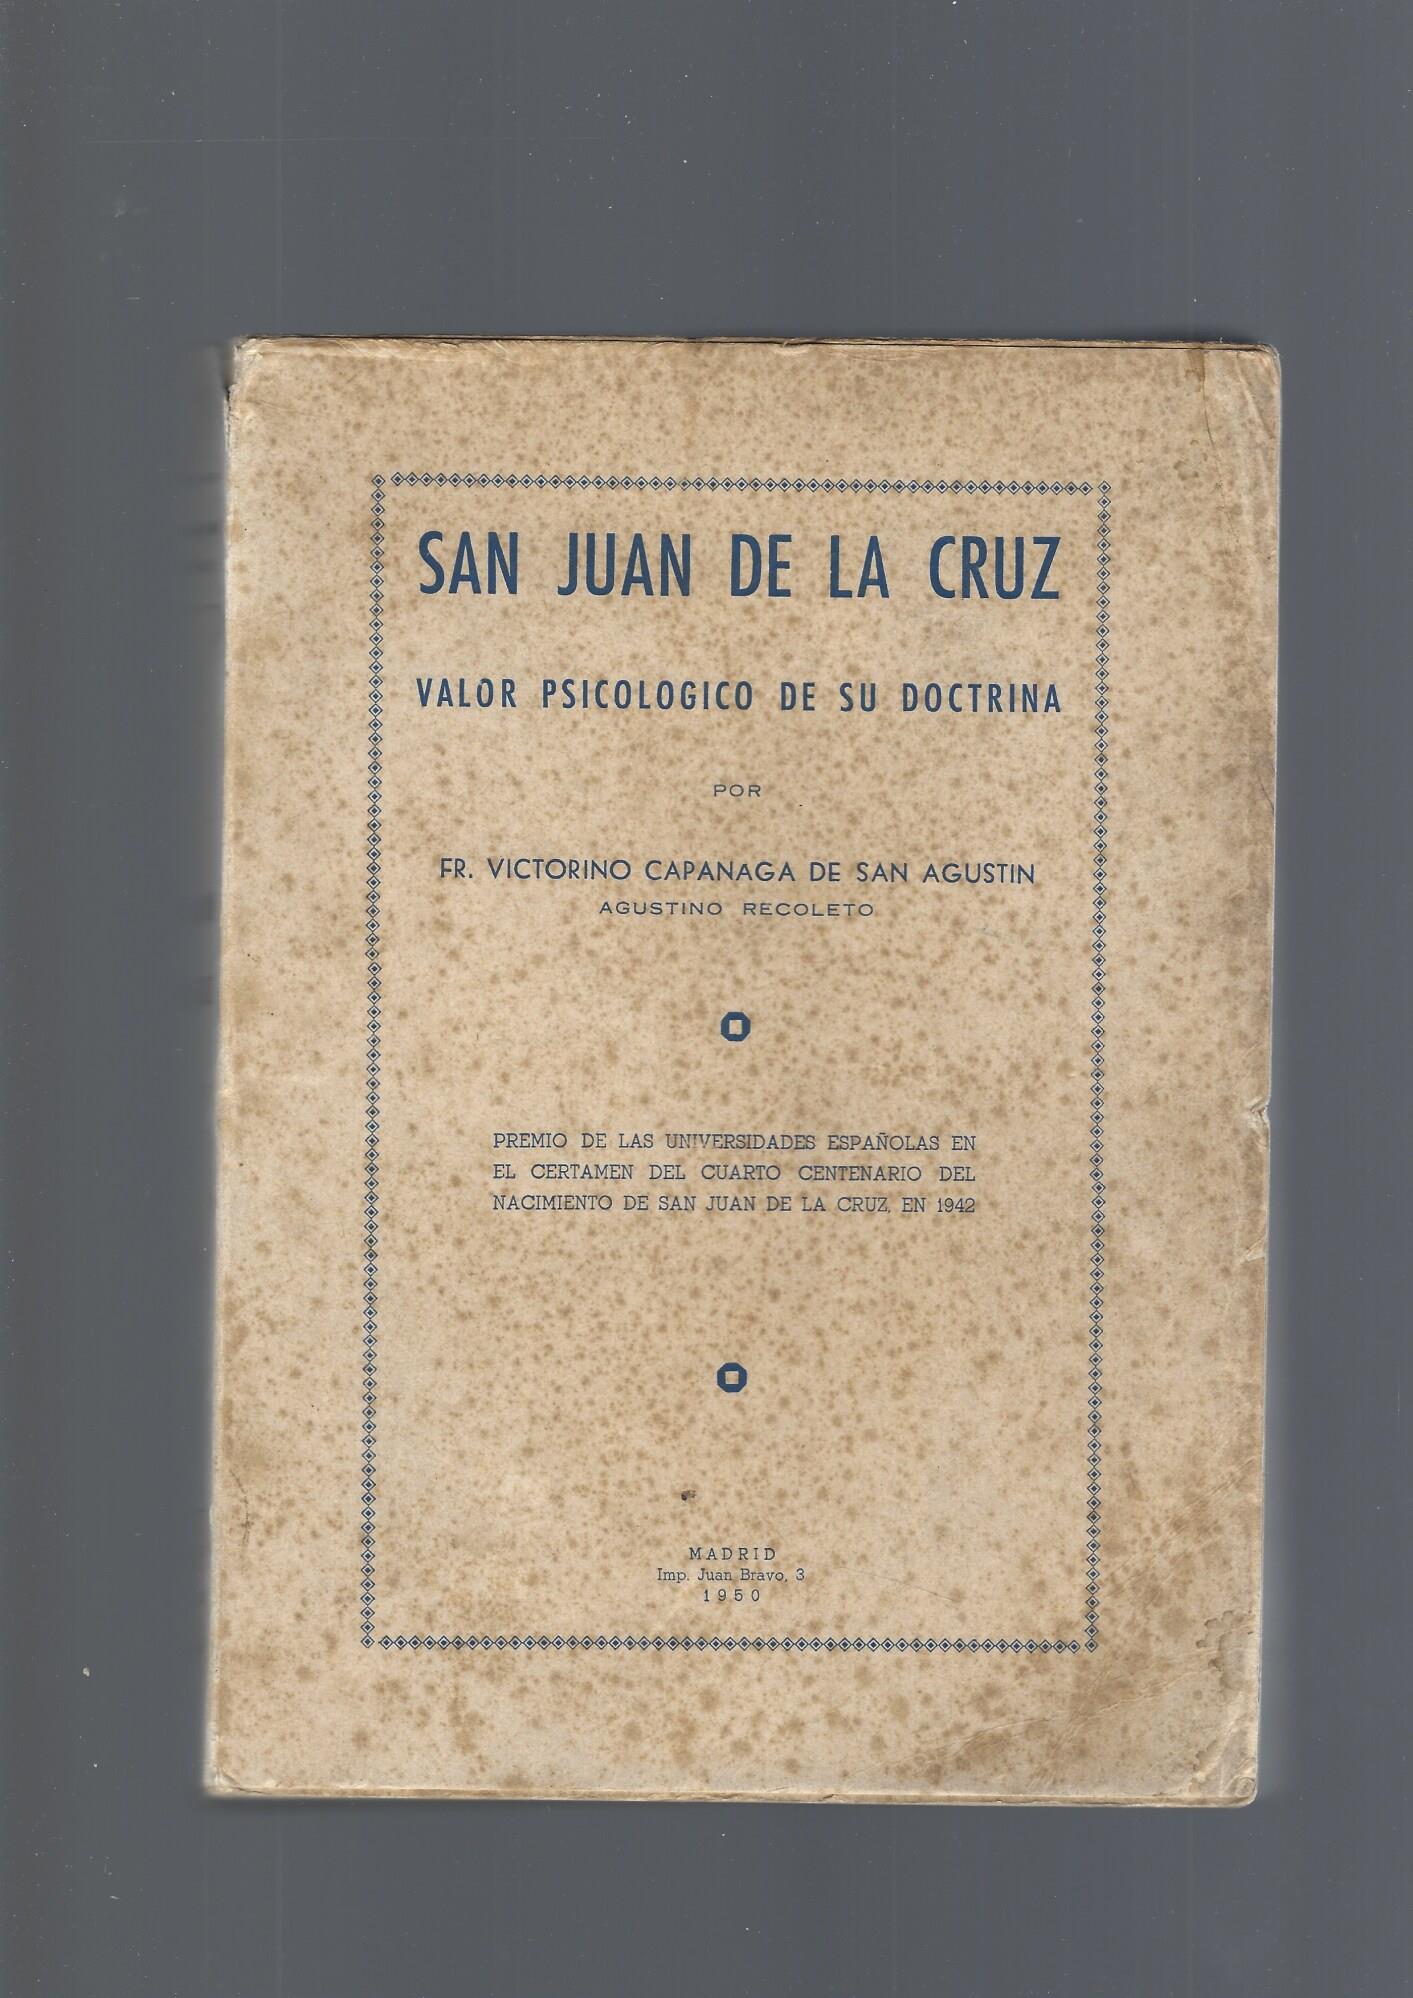 SAN JUAN DE LA CRUZ
VALOR PSICOLOGICO DE SU DOCTRINA
POR
FR. VICTORINO CAPANAGA DE SAN AGUSTIN
AGUSTINO RECOLETO
PREMIO DE LAS UNIVERSIDADES ESPAÑOLAS EN
EL CERTAMEN DEL CUARTO CENTENARIO DEL
NACIMIENTO DE SAN JUAN DE LA CRUZ, EN 1942
MADRID
Imp. Juan Bravo, 3
1950